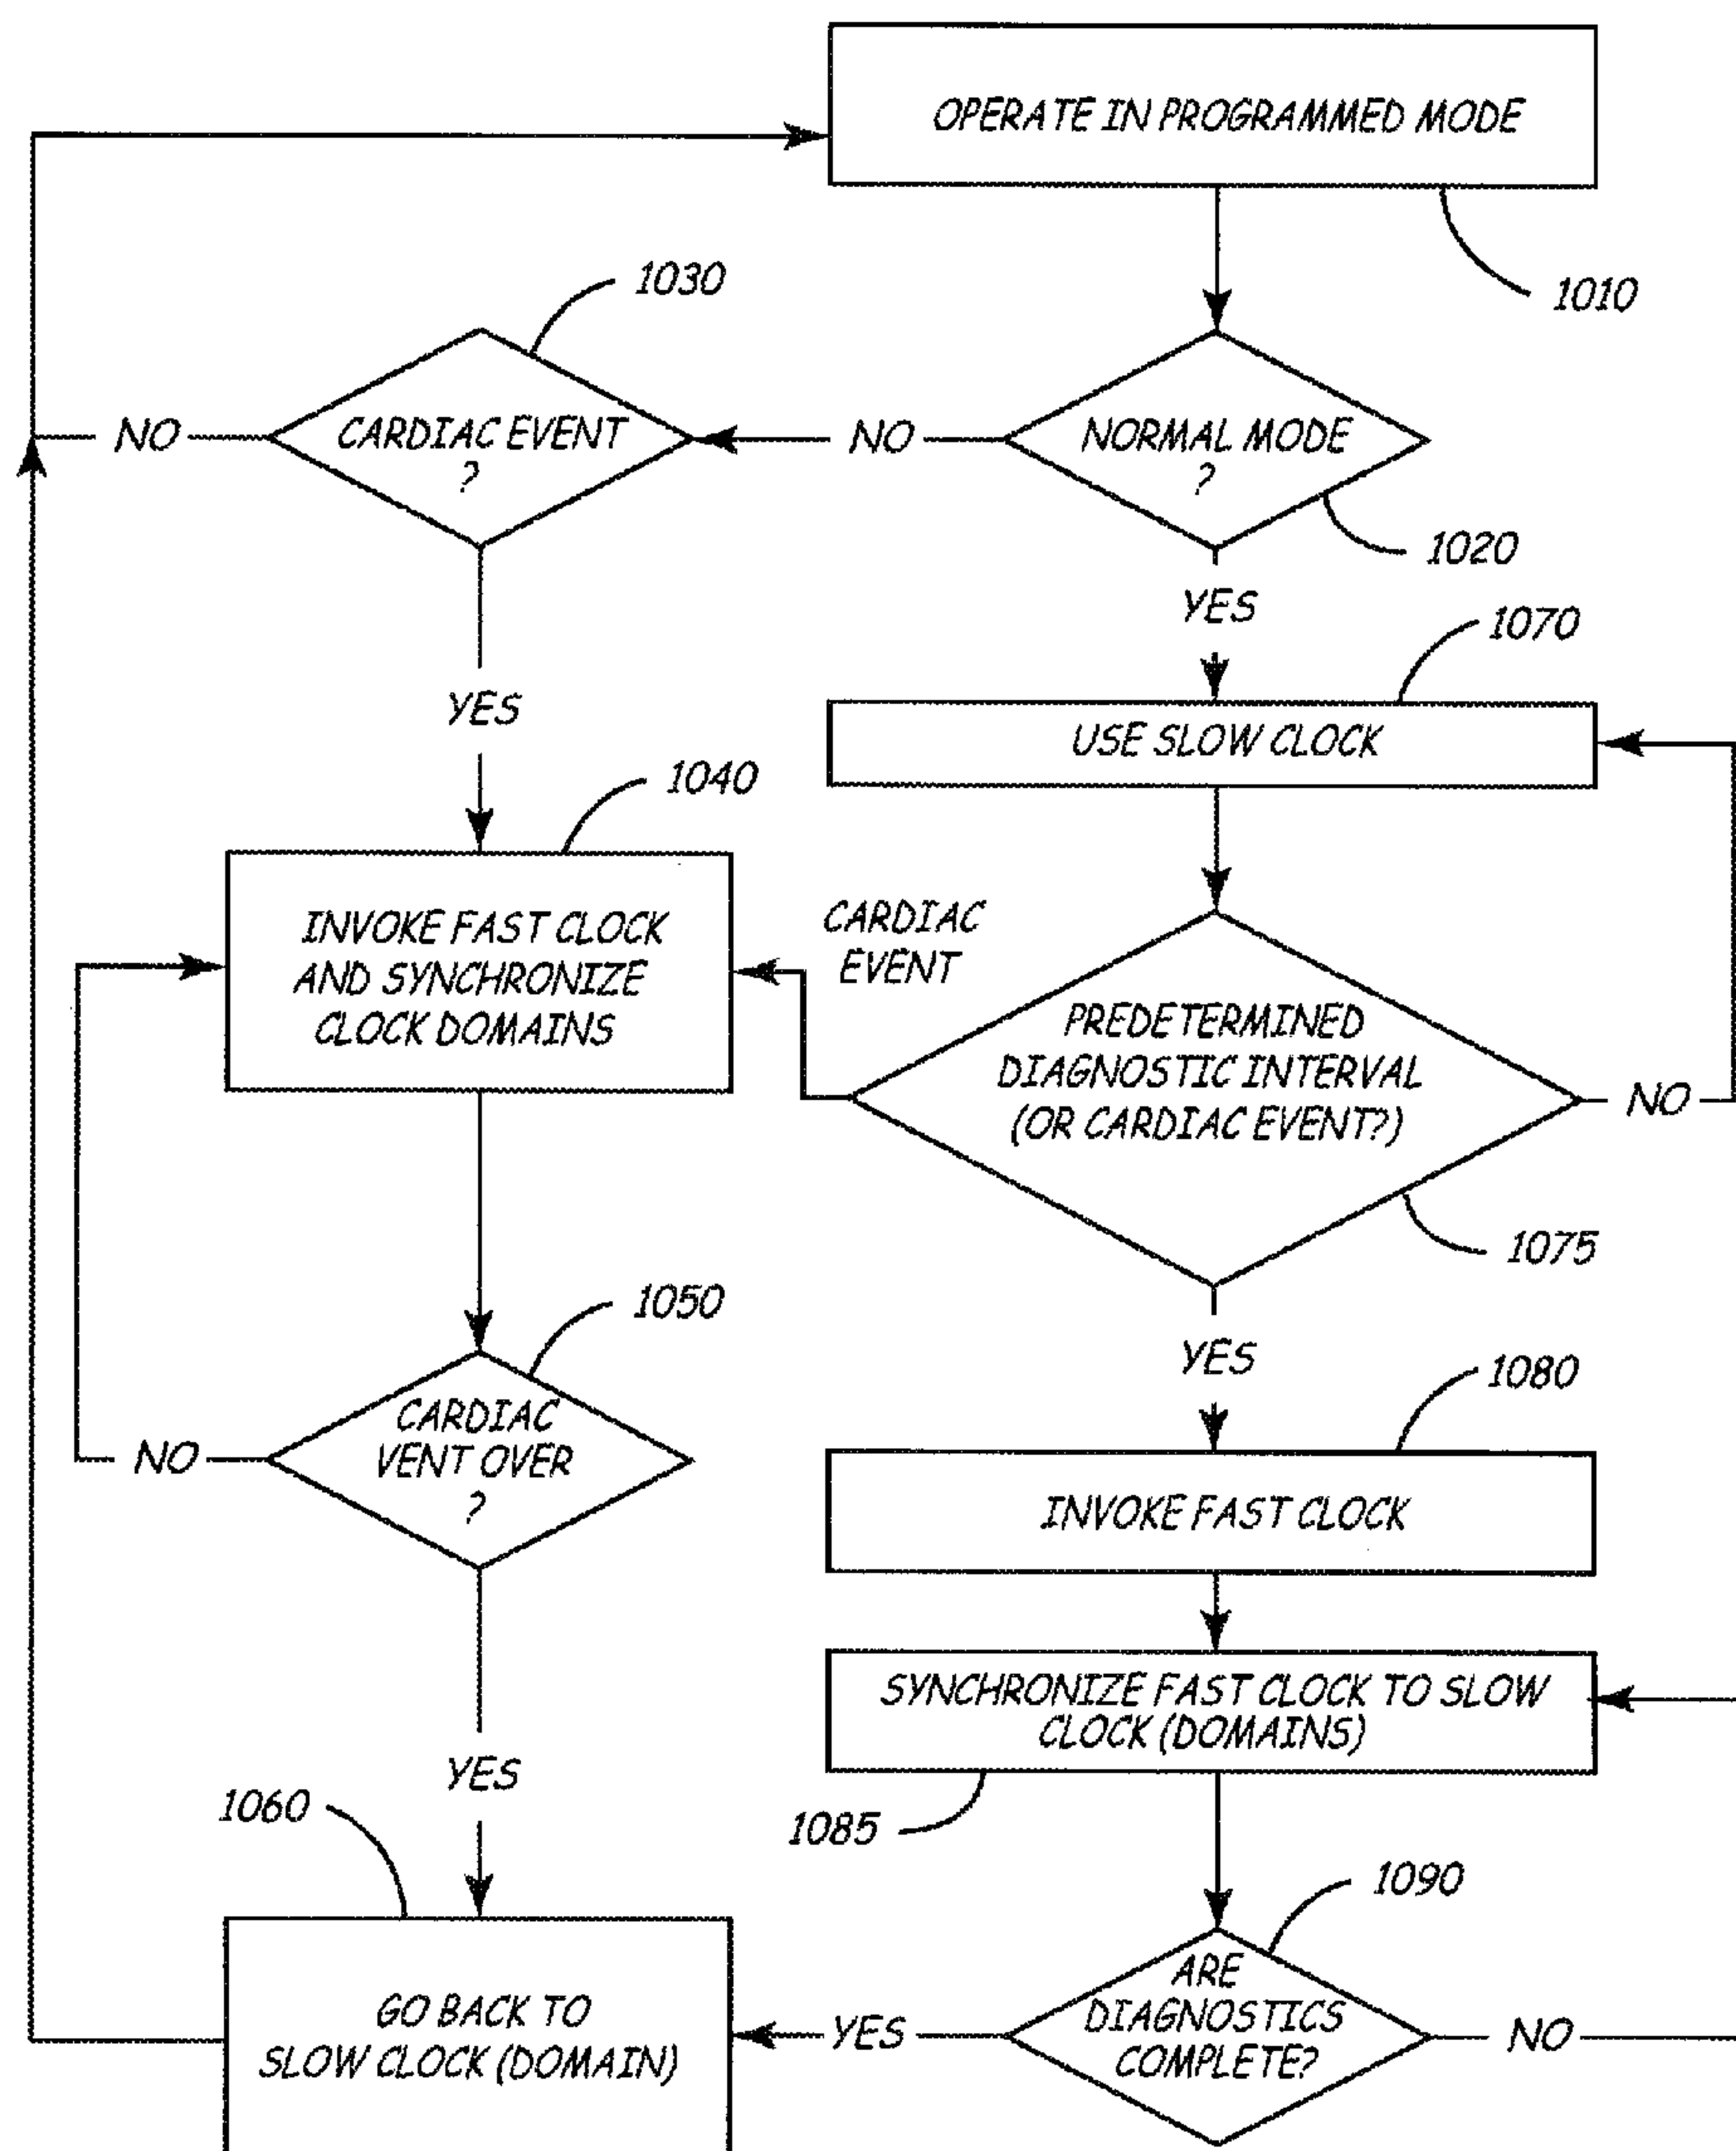 OPERATE IN PROGRAMMED MODE
1010
1030
CARDIAC EVENT
?
NO
NO
NORMAL MODE
?
1020
YES
YES
1070
USE SLOW CLOCK
1040
INVOKE FAST CLOCK
AND SYNCHRONIZE
CLOCK DOMAINS
CARDIAC
EVENT
PREDETERMINED
DIAGNOSTIC INTERVAL
(OR CARDIAC EVENT?)
NO
1075
YES
1050
CARDIAC
VENT OVER
?
NO
1080
INVOKE FAST CLOCK
SYNCHRONIZE FAST CLOCK TO SLOW
CLOCK (DOMAINS)
1085
YES
1060
GO BACK TO
SLOW CLOCK (DOMAIN)
1090
ARE
DIAGNOSTICS
COMPLETE?
YES
NO